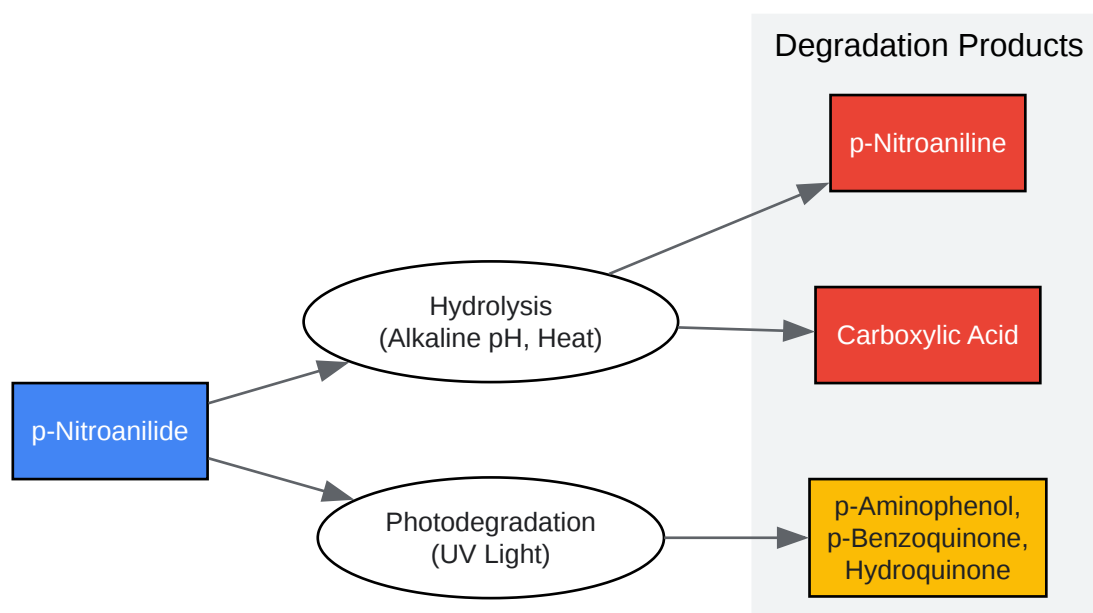 Degradation Products
p-Nitroaniline
Hydrolysis
(Alkaline pH, Heat)
Carboxylic Acid
p-Nitroanilide
Photodegradation
(UV Light)
p-Aminophenol,
p-Benzoquinone,
Hydroquinone